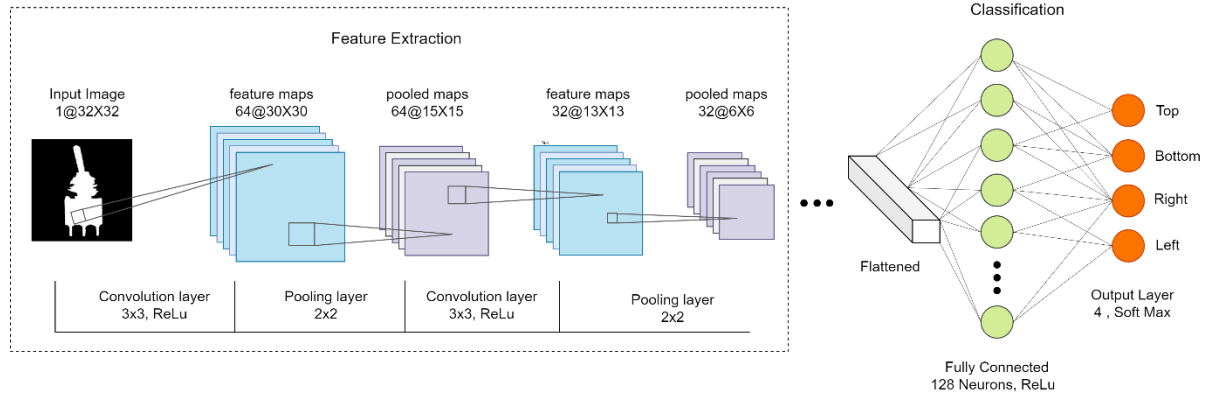 Classification
Feature Extraction
Input Image
1@32X32
feature maps
64@30X30
pooled maps
64@15X15
feature maps
32@13X13
pooled maps
32@6X6
Top
Bottom
Right
Left
Flattened
Convolution layer
3x3, ReLu
Pooling layer
2x2
Convolution layer
3x3, ReLu
Pooling layer
2x2
Output Layer
4 , Soft Max
Fully Connected
128 Neurons, ReLu